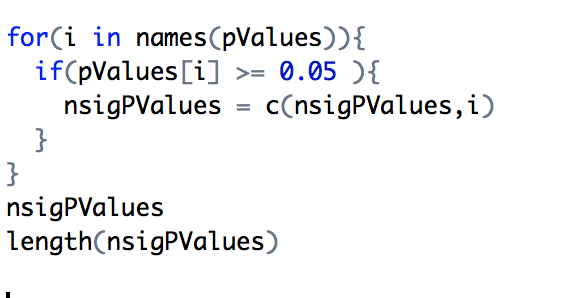 for(i in names(pValues)){
  if(pValues[i] >= 0.05 ){
    nsigPValues = c(nsigPValues,i)
  }
}
nsigPValues
length(nsigPValues)